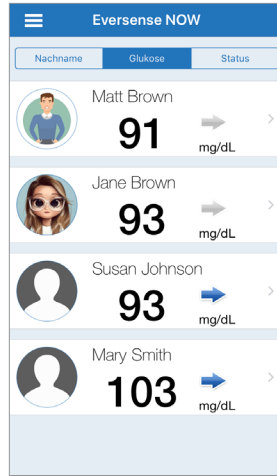 Eversense NOW
Nachname Glukose Status
Matt Brown
91
mg/dL
Jane Brown
93
mg/dL
Susan Johnson
93
mg/dL
Mary Smith
103
mg/dL